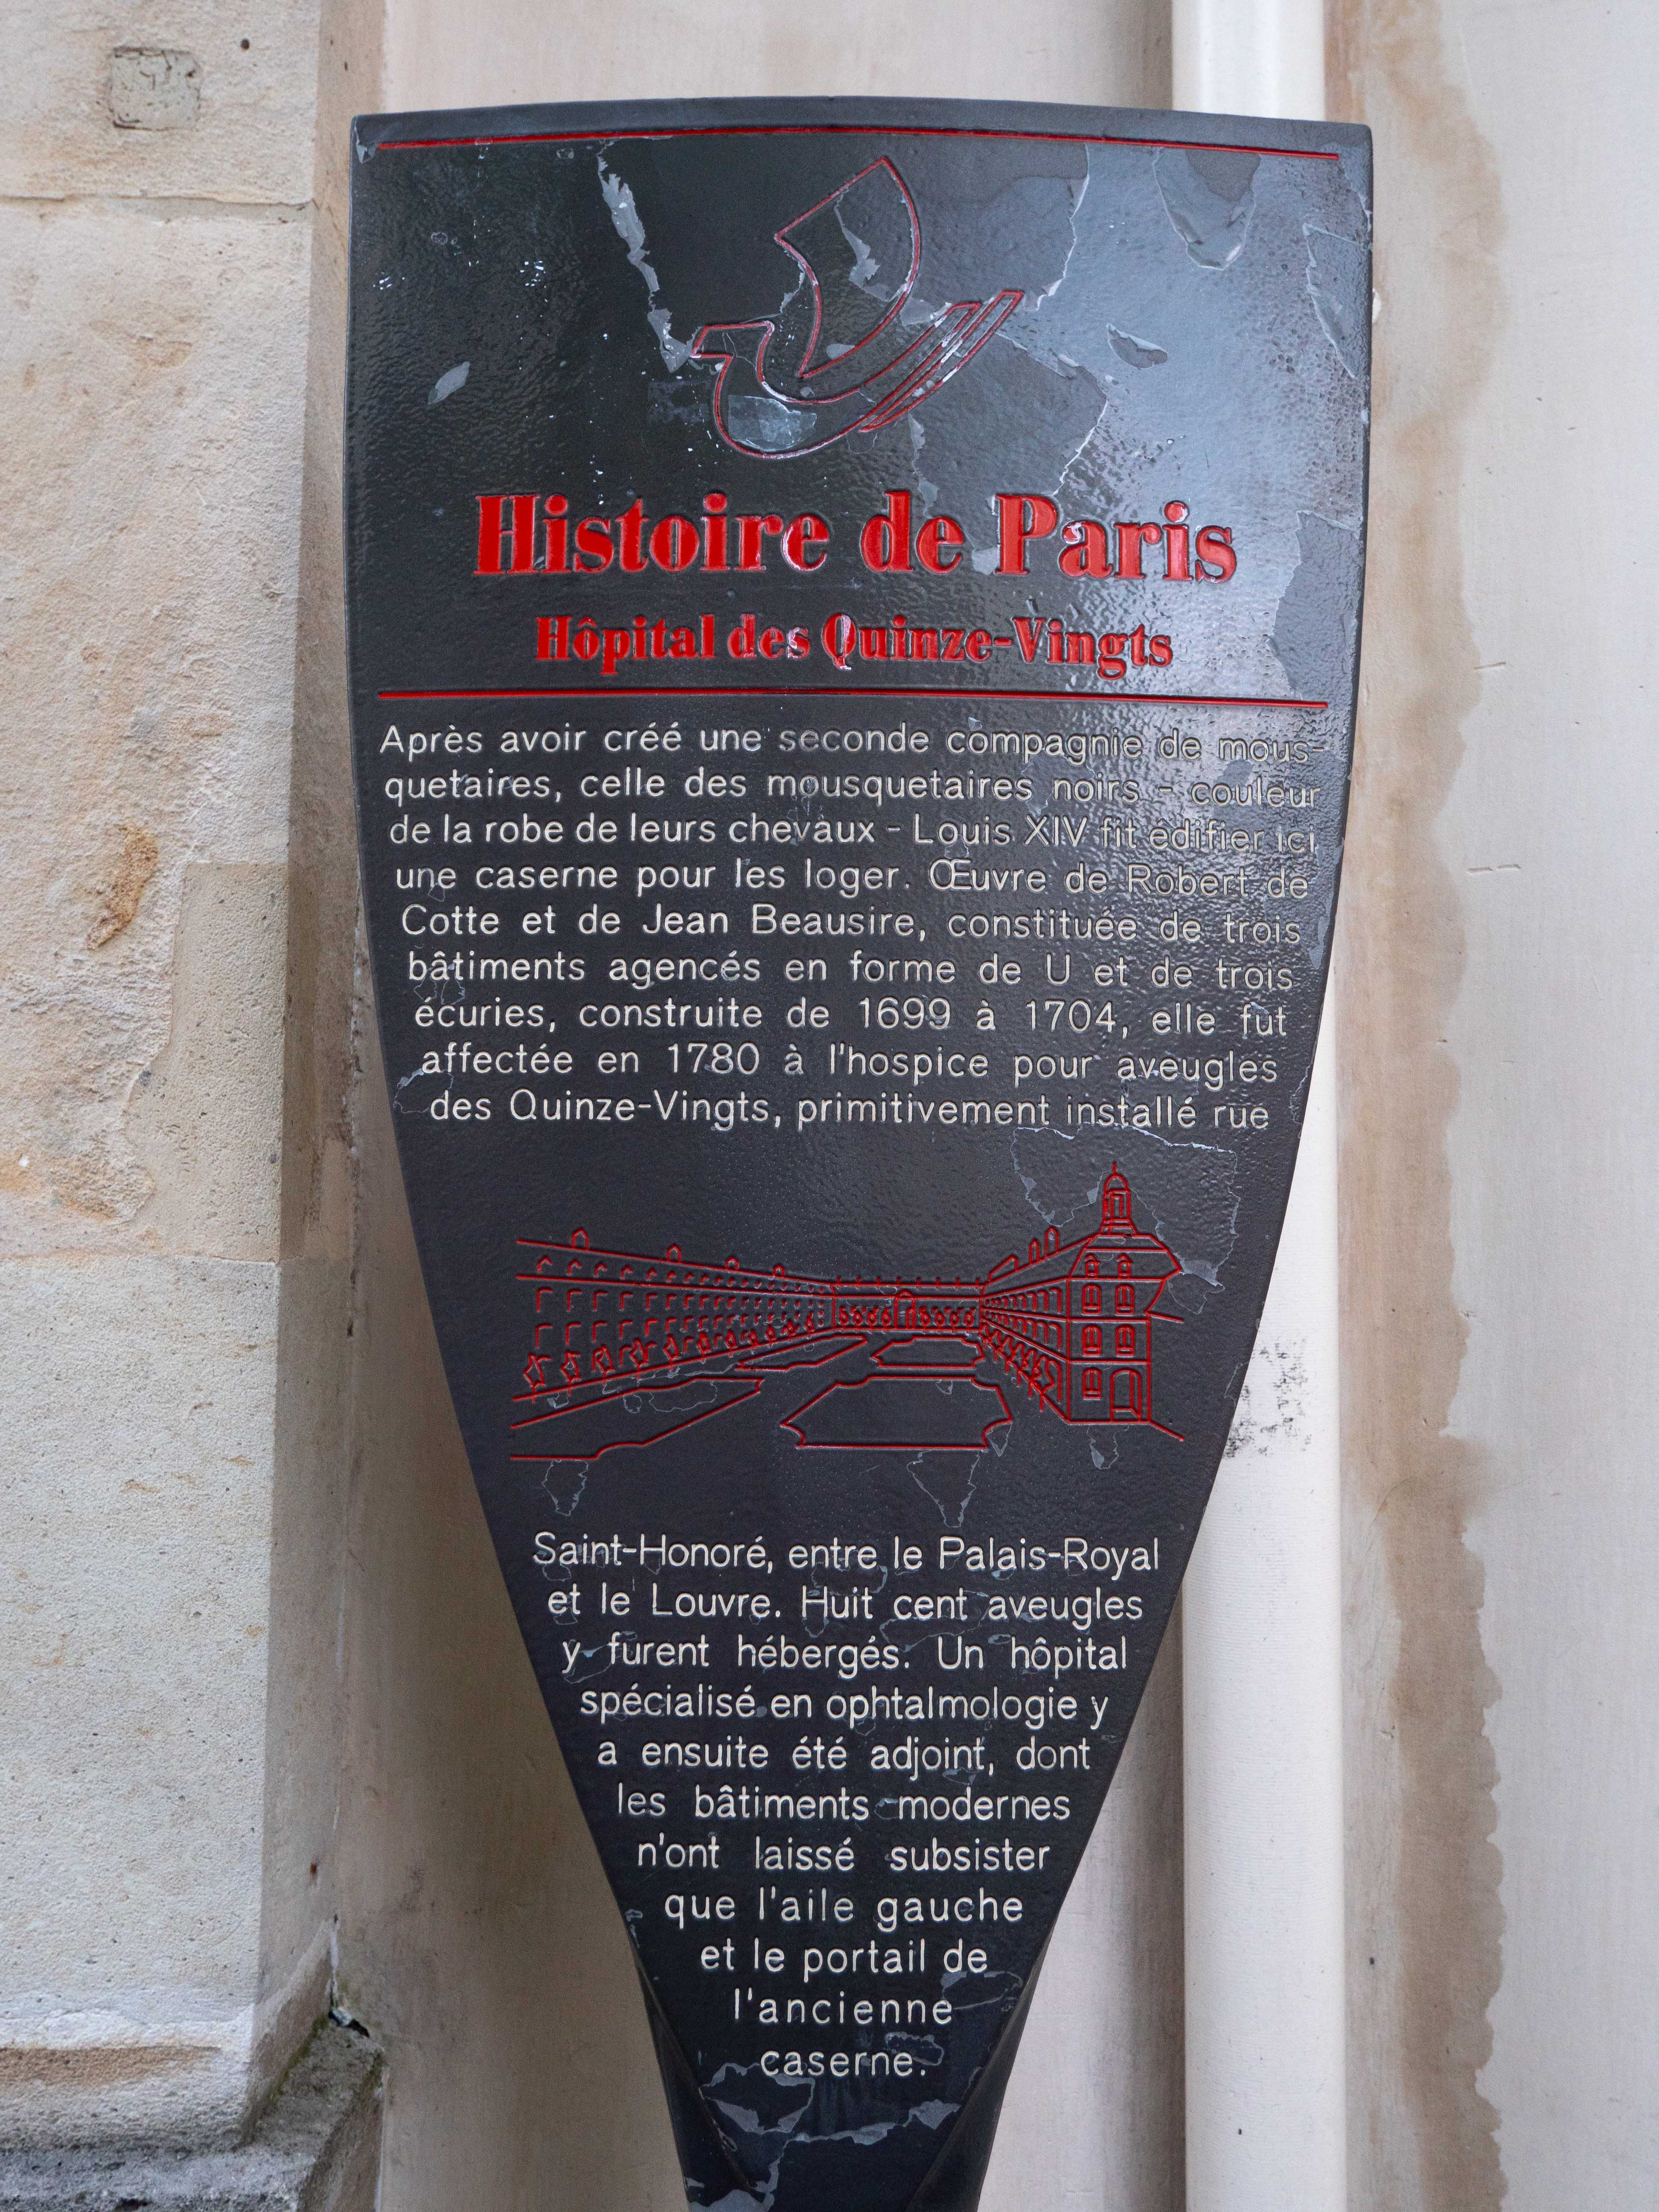 Histoire de Paris
Hôpital des Quinze-Vingts
Après avoir créé une seconde compagnie de mous-
quetaires, celle des mousquetaires noirs - couleur
de la robe de leurs chevaux - Louis XIV fit édifier ici
une caserne pour les loger. Œuvre de Robert de
Cotte et de Jean Beausire, constituée de trois
bâtiments agencés en forme de U et de trois
écuries, construite de 1699 à 1704, elle fut
affectée en 1780 à l'hospice pour aveugles
des Quinze-Vingts, primitivement installé rue
Saint-Honoré, entre le Palais-Royal
et le Louvre. Huit cent aveugles
y furent hébergés. Un hôpital
spécialisé en ophtalmologie y
a ensuite été adjoint, dont
les bâtiments modernes
n'ont laissé subsister
que l'aile gauche
et le portail de
l'ancienne
caserne.